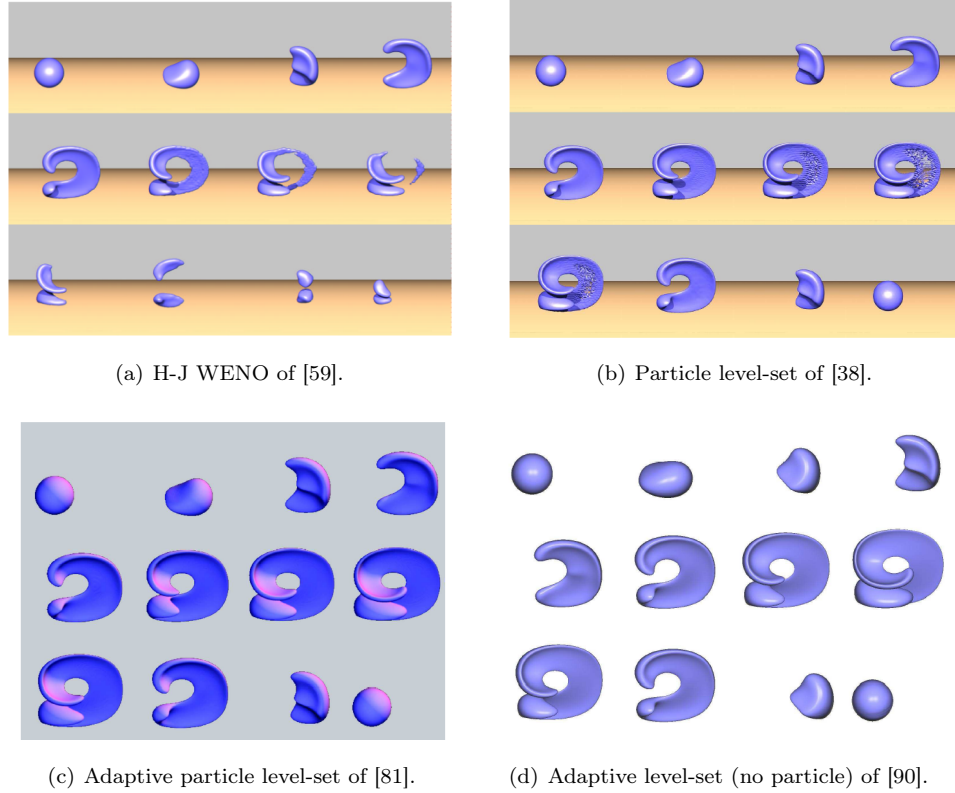 (a) H-J WENO of [59].
(b) Particle level-set of [38].
(c) Adaptive particle level-set of [81].
(d) Adaptive level-set (no particle) of [90].